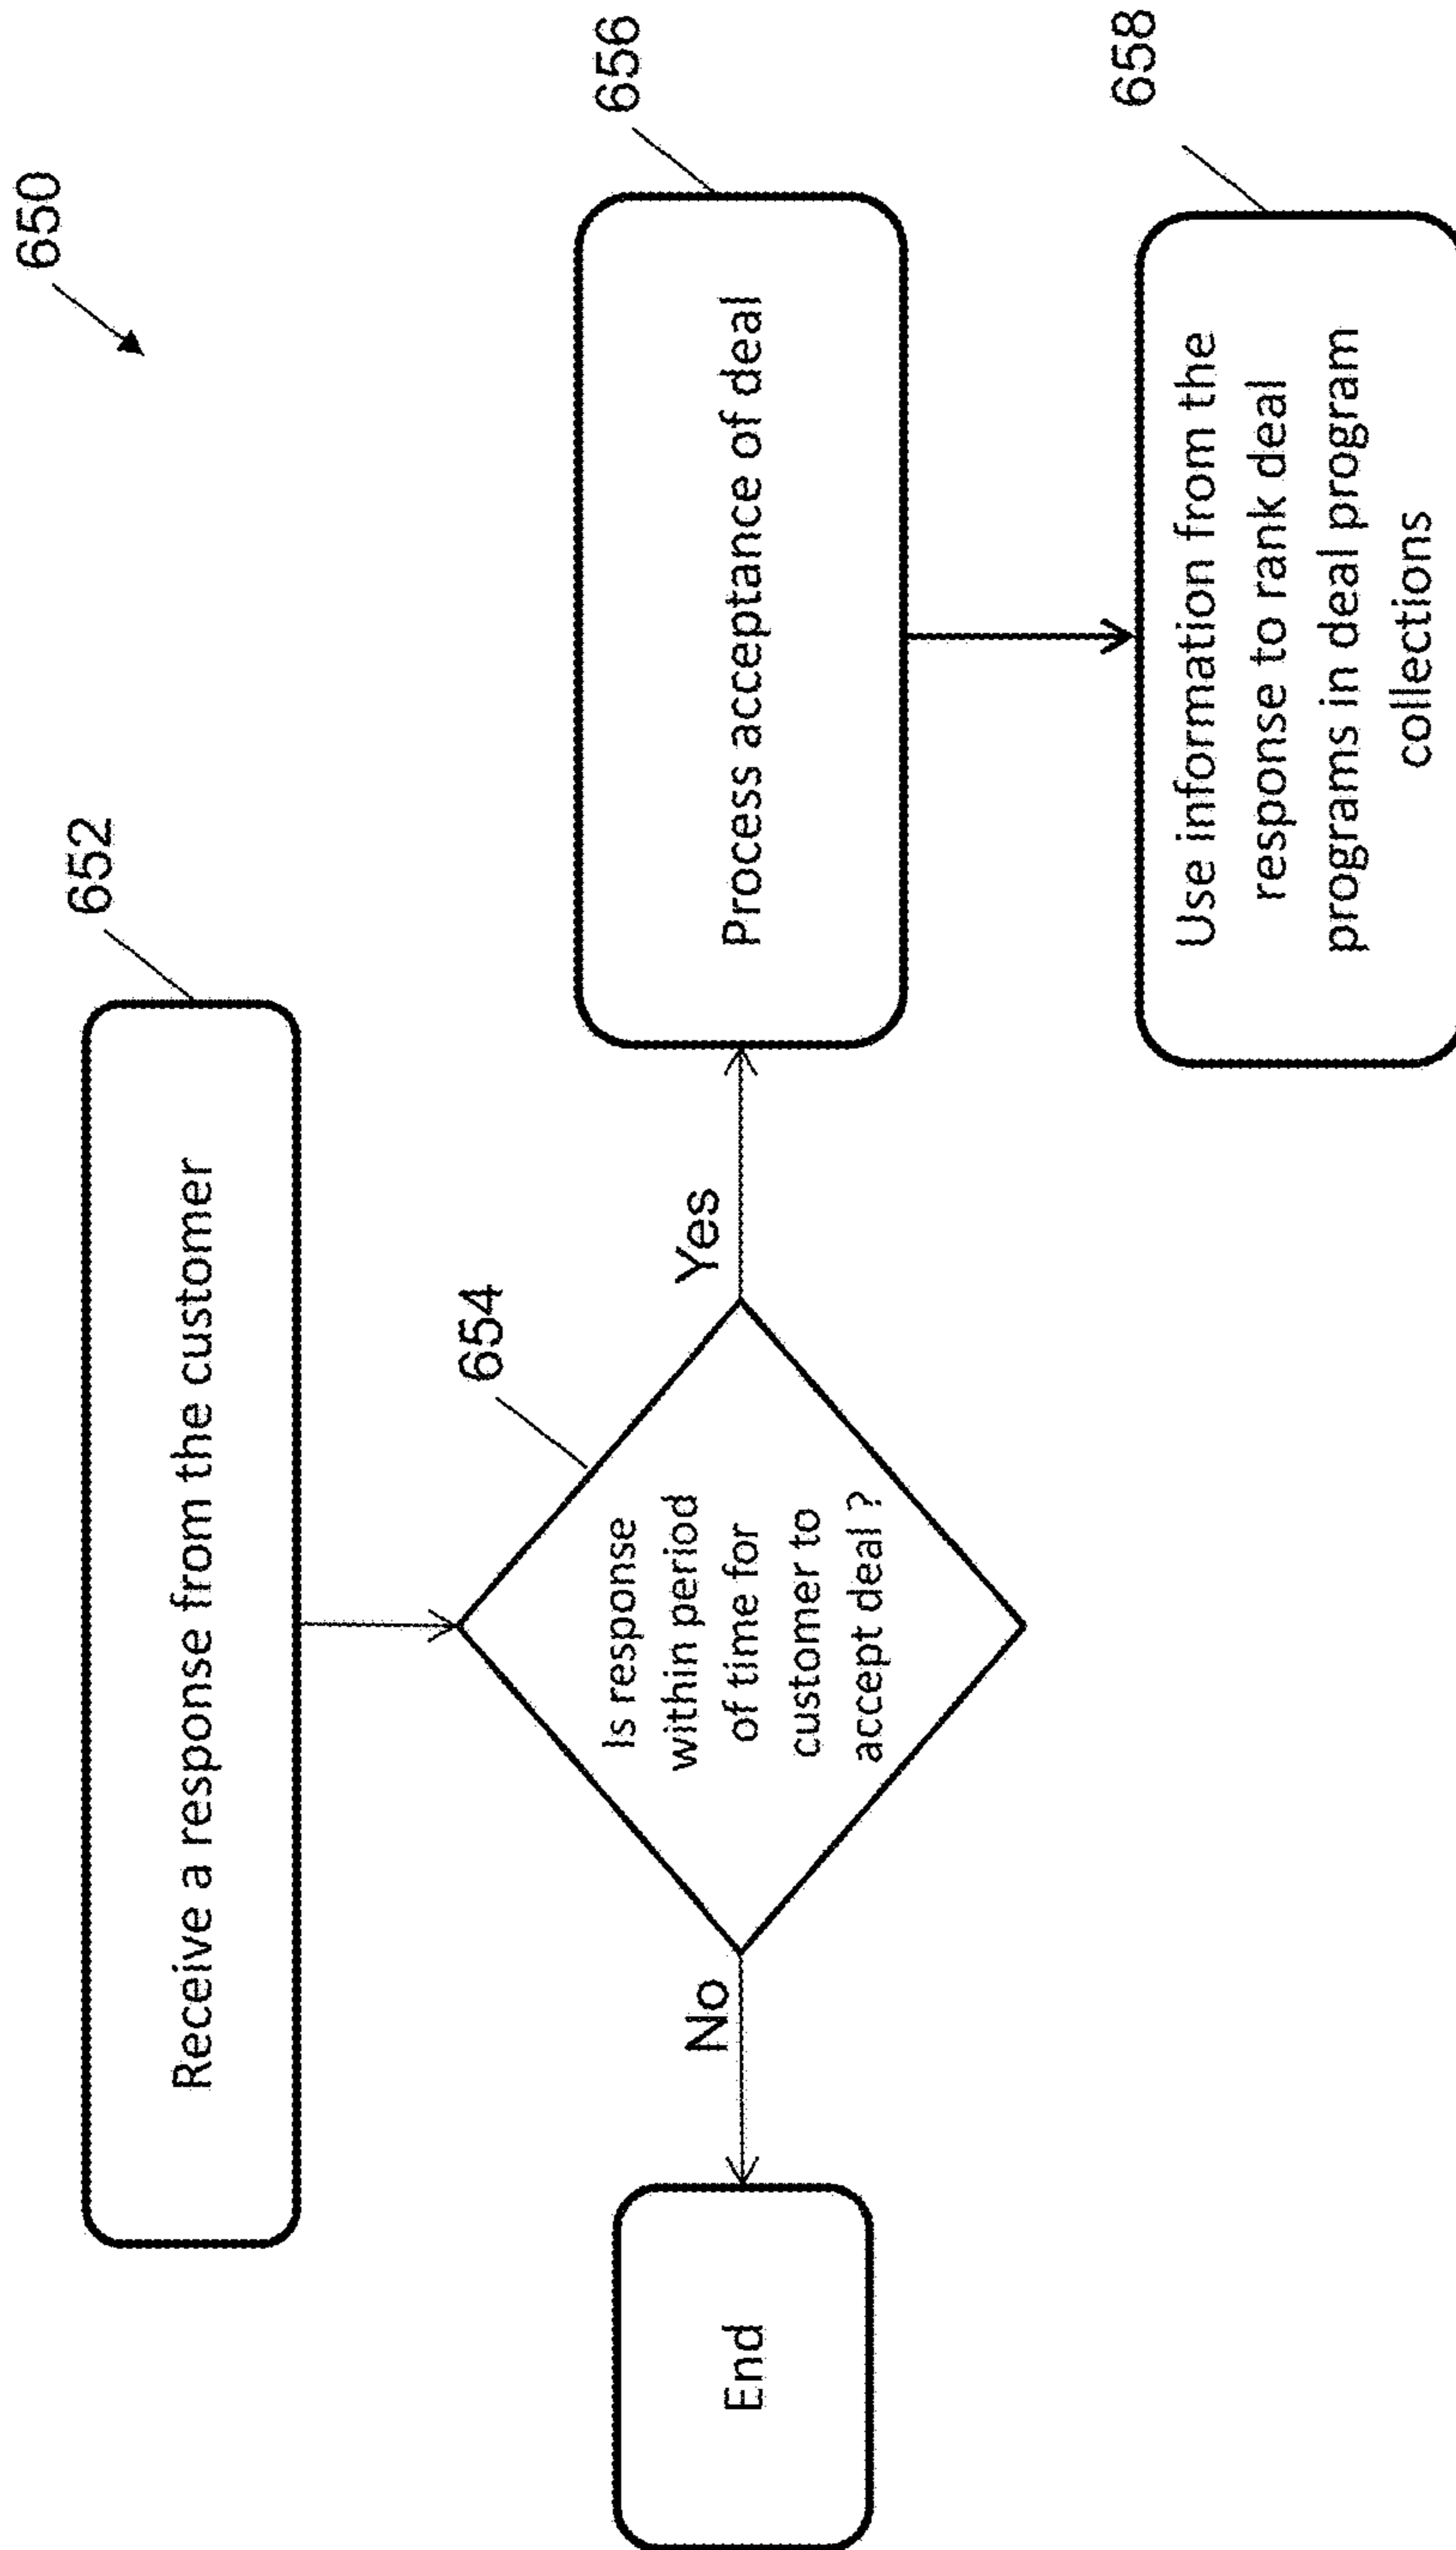 650
652
Receive a response from the customer
654
Is response
within period
of time for
customer to
accept deal ?
No
Yes
End
656
Process acceptance of deal
658
Use information from the
response to rank deal
programs in deal program
collections